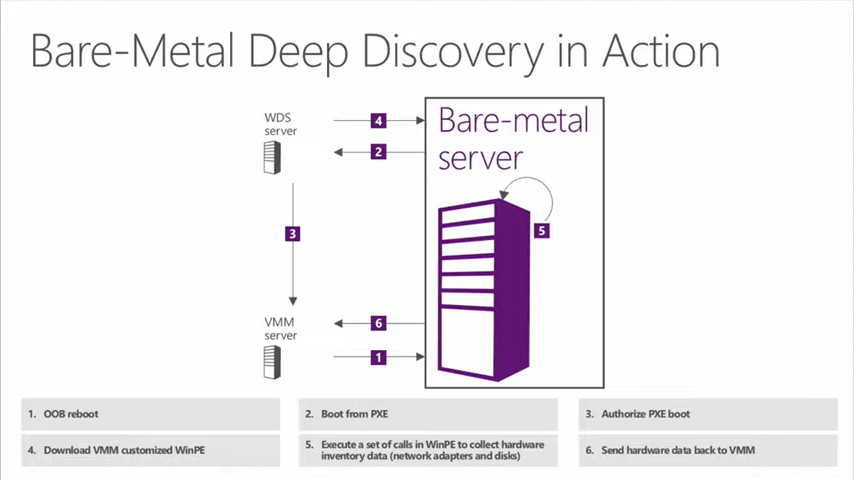 Bare-Metal Deep Discovery in Action
WDS
server
4
2
Bare-metal
server
5
3
VMM
server
6
1
1. OOB reboot
2. Boot from PXE
3. Authorize PXE boot
4. Download VMM customized WinPE
5. Execute a set of calls in WinPE to collect hardware
inventory data (network adapters and disks)
6. Send hardware data back to VMM